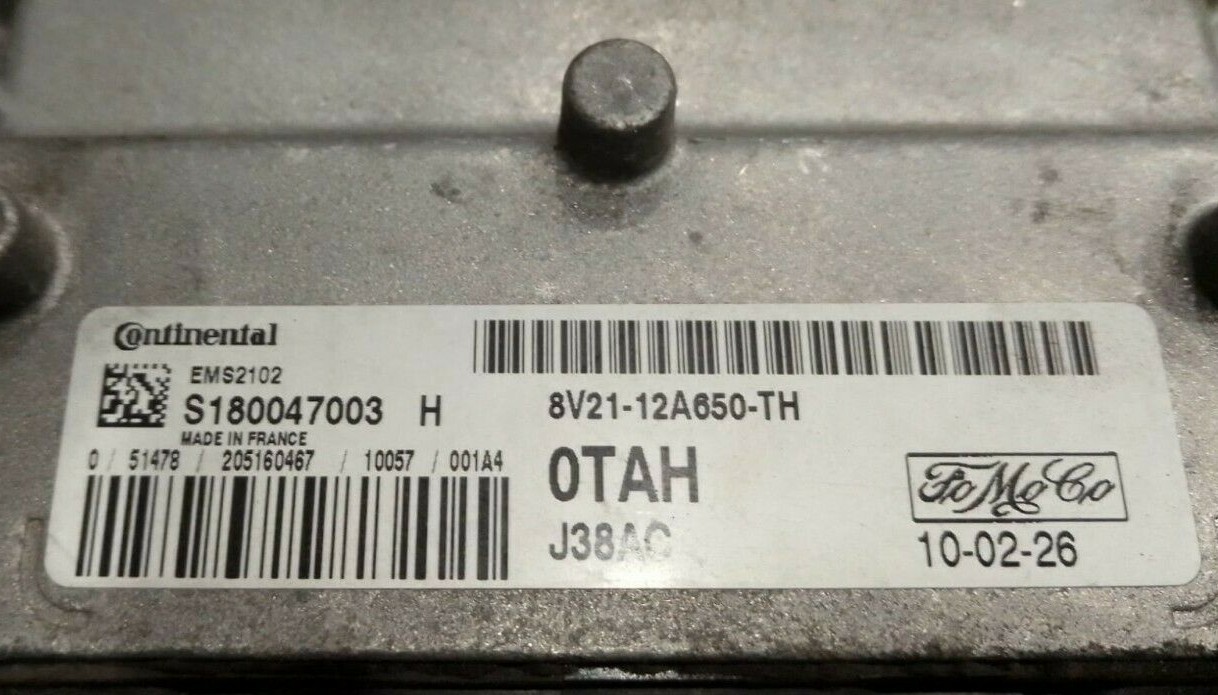 Continental
EMS2102
S180047003 H
MADE IN FRANCE
0 / 51478 / 205160467 / 10057 / 001A4
8V21-12A650-TH
0TAH
J38AC
FoMoCo
10-02-26